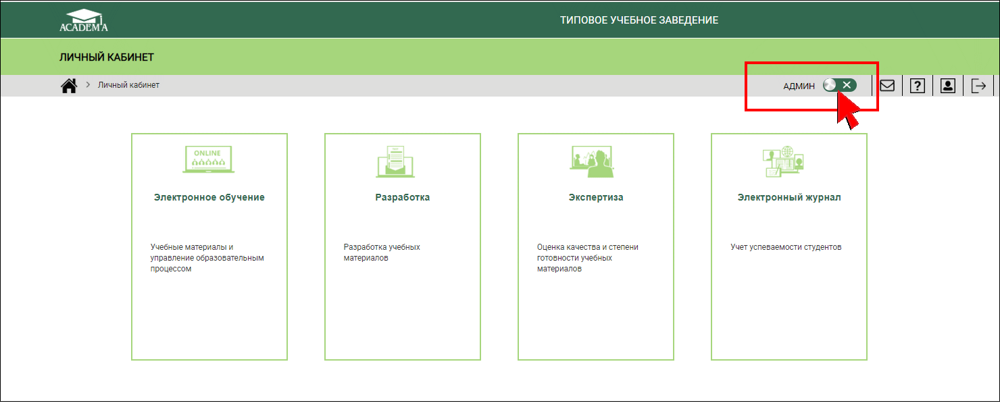 ACADEMIA
ТИПОВОЕ УЧЕБНОЕ ЗАВЕДЕНИЕ
ЛИЧНЫЙ КАБИНЕТ
Личный кабинет
АДМИН
ONLINE
Электронное обучение
Учебные материалы и
управление образовательным
процессом
Разработка
Разработка учебных
материалов
Экспертиза
Оценка качества и степени
готовности учебных
материалов
Электронный журнал
Учет успеваемости студентов